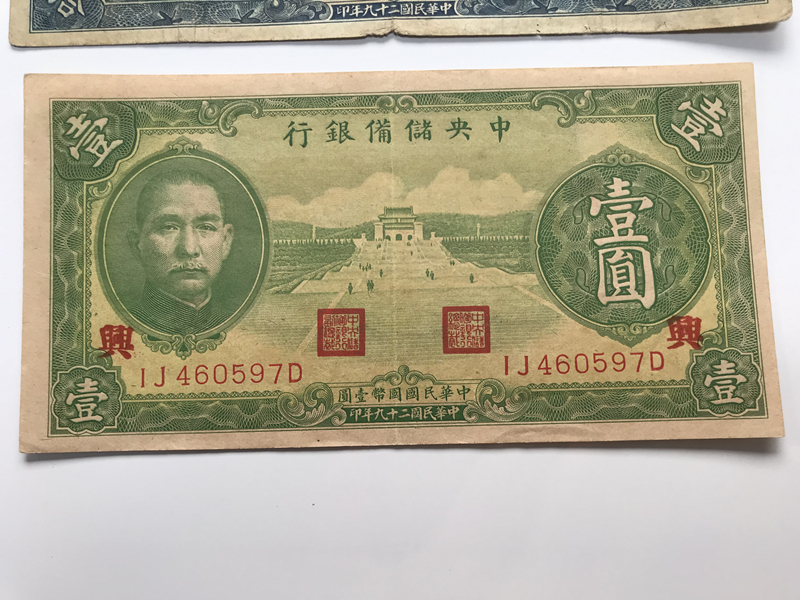 中華民國二十九年印
壹
壹
中央儲備銀行
壹圓
興
興
IJ460597D
IJ460597D
壹
壹
中華民國國幣壹圓
中華民國二十九年印